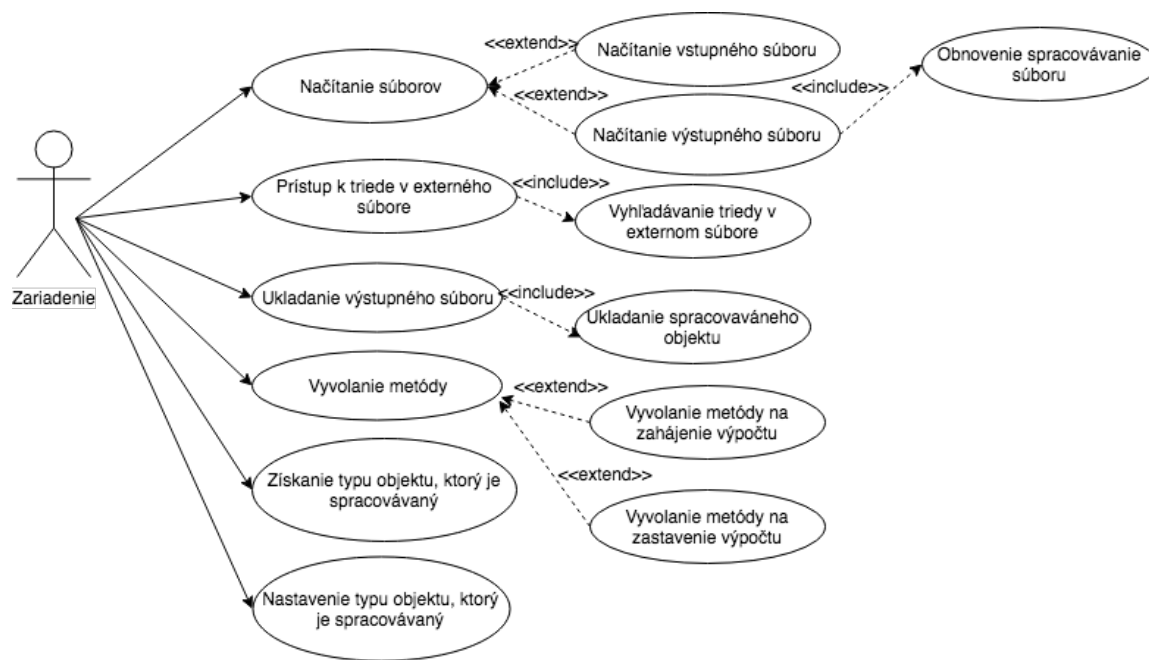 <<extend>>
Načítanie vstupného súboru
Obnovenie spracovávanie
súboru
Načítanie súborov
<<extend>>
<<include>>
Načítanie výstupného súboru
Prístup k triede v externého
súbore
<<include>>
Vyhľadávanie triedy v
externom súbore
Zariadenie
Ukladanie výstupného súboru
<<include>>
Ukladanie spracovaváneho
objektu
Vyvolanie metódy
<<extend>>
Vyvolanie metódy na
zahájenie výpočtu
<<extend>>
Získanie typu objektu, ktorý je
spracovávaný
Vyvolanie metódy na
zastavenie výpočtu
Nastavenie typu objektu, ktorý
je spracovávaný